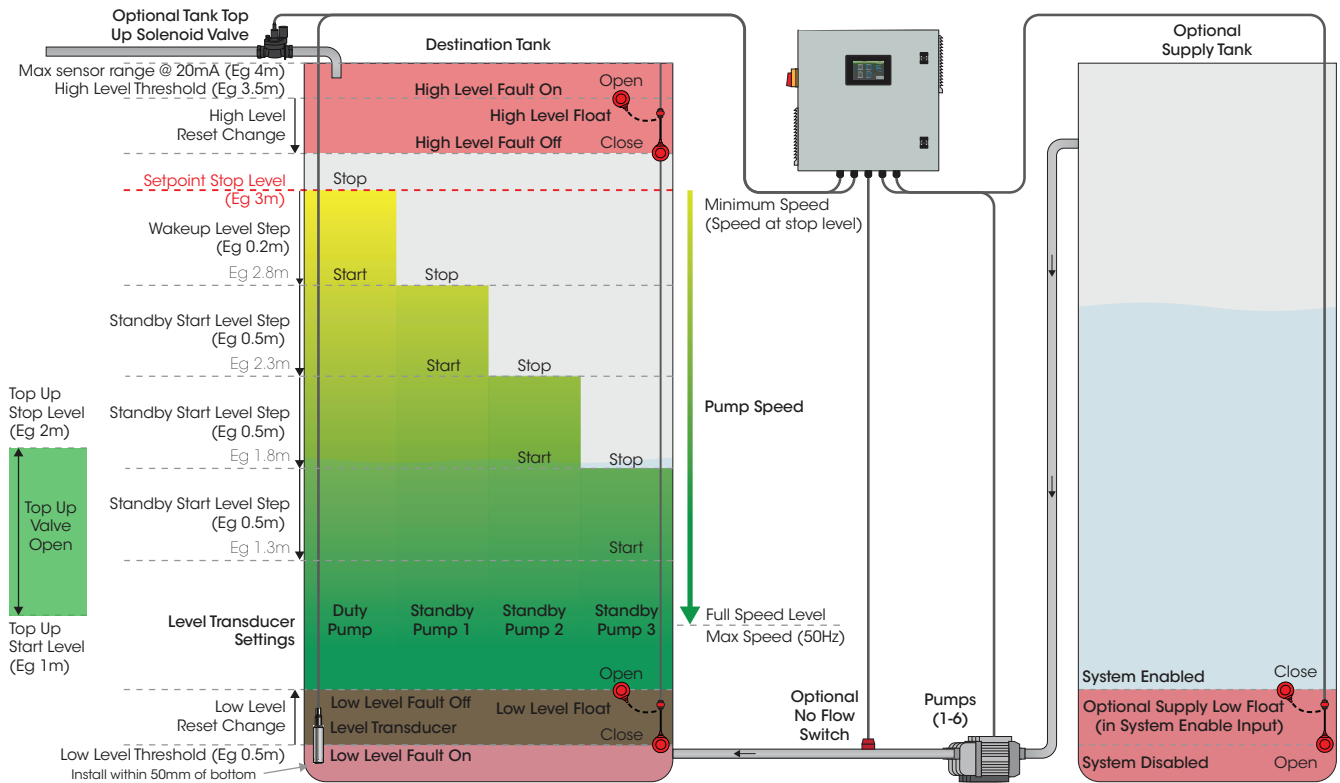 Optional Tank Top
Up Solenoid Valve
Destination Tank
Optional
Supply Tank
Max sensor range @ 20mA (Eg 4m)
High Level Threshold (Eg 3.5m)
High Level
Reset Change
High Level Fault On
Open
High Level Float
High Level Fault Off
Close
Setpoint Stop Level
(Eg 3m)
Stop
Minimum Speed
(Speed at stop level)
Wakeup Level Step
(Eg 0.2m)
Eg 2.8m
Start
Stop
Standby Start Level Step
(Eg 0.5m)
Eg 2.3m
Start
Stop
Top Up
Stop Level
(Eg 2m)
Standby Start Level Step
(Eg 0.5m)
Eg 1.8m
Start
Stop
Pump Speed
Top Up
Valve
Open
Standby Start Level Step
(Eg 0.5m)
Eg 1.3m
Start
Top Up
Start Level
(Eg 1m)
Level Transducer
Settings
Duty
Pump
Standby
Pump 1
Standby
Pump 2
Standby
Pump 3
Full Speed Level
Max Speed (50Hz)
Low Level
Reset Change
Open
Low Level Fault Off
Low Level Float
Level Transducer
Close
Low Level Threshold (Eg 0.5m)
Install within 50mm of bottom
Low Level Fault On
Optional
No Flow
Switch
Pumps
(1-6)
System Enabled
Close
Optional Supply Low Float
(in System Enable Input)
System Disabled
Open